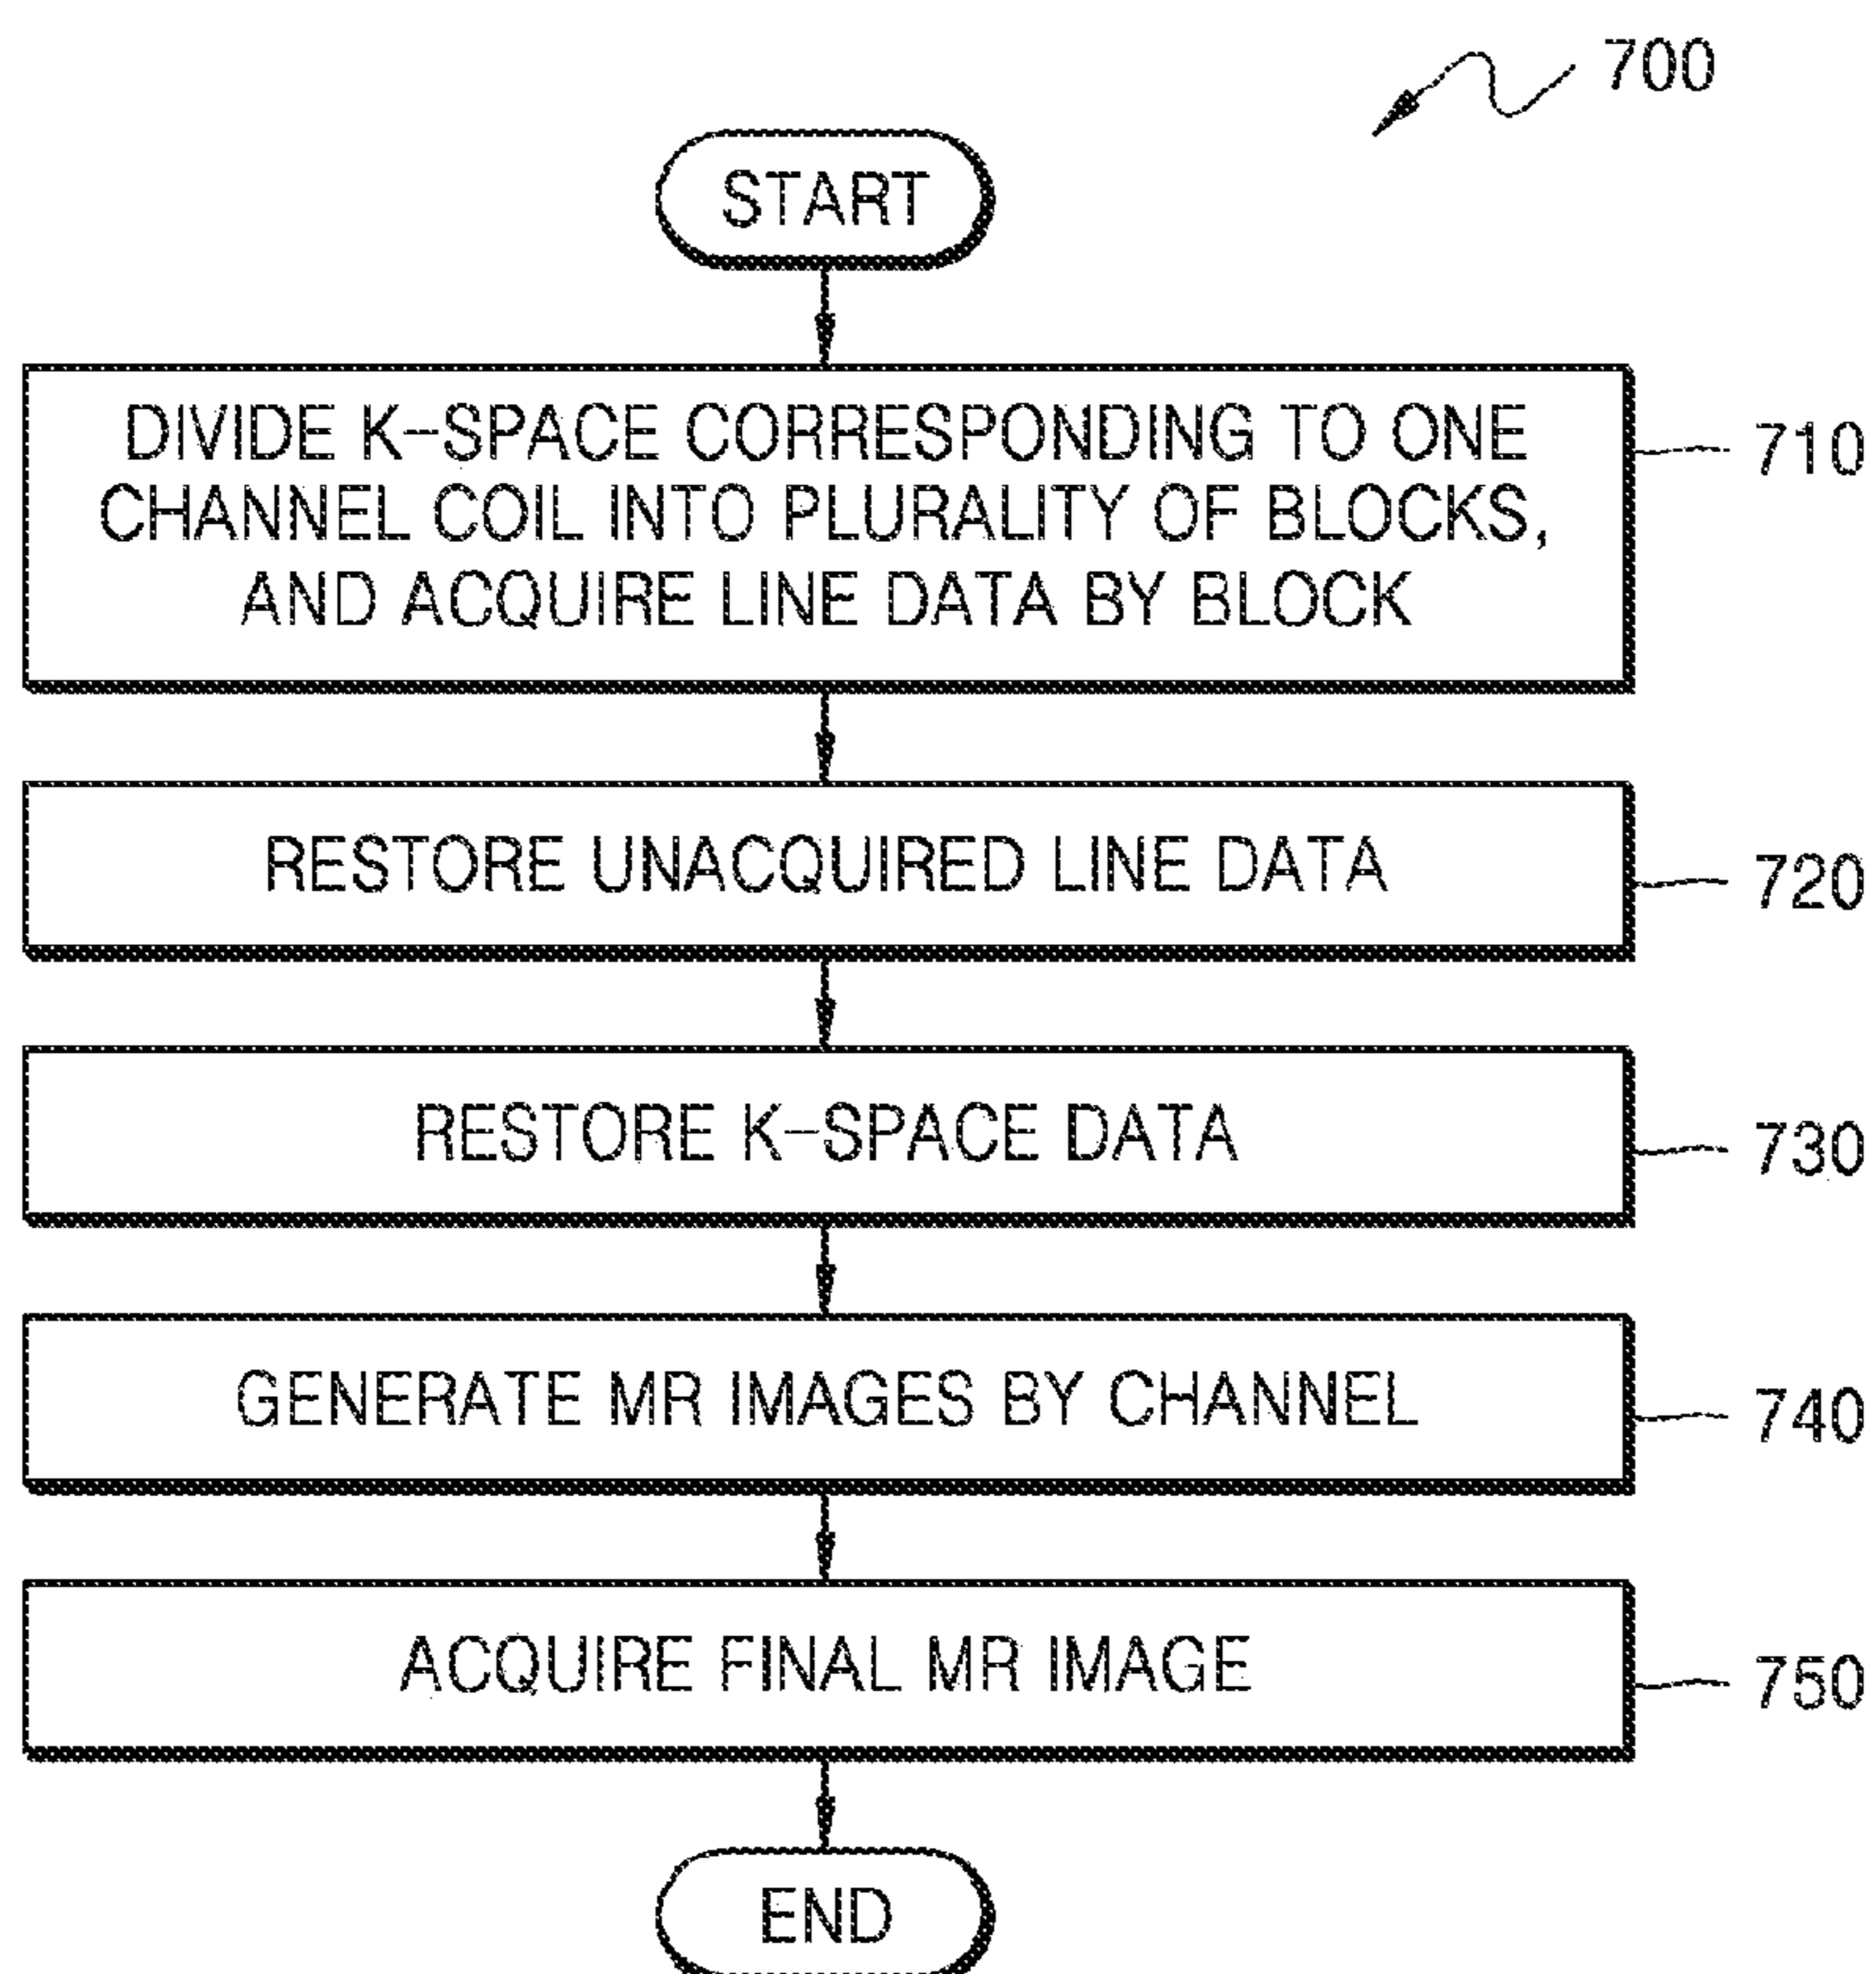 700
START
DIVIDE K-SPACE CORRESPONDING TO ONE
CHANNEL COIL INTO PLURALITY OF BLOCKS,
AND ACQUIRE LINE DATA BY BLOCK
710
RESTORE UNACQUIRED LINE DATA
720
RESTORE K-SPACE DATA
730
GENERATE MR IMAGES BY CHANNEL
740
ACQUIRE FINAL MR IMAGE
750
END